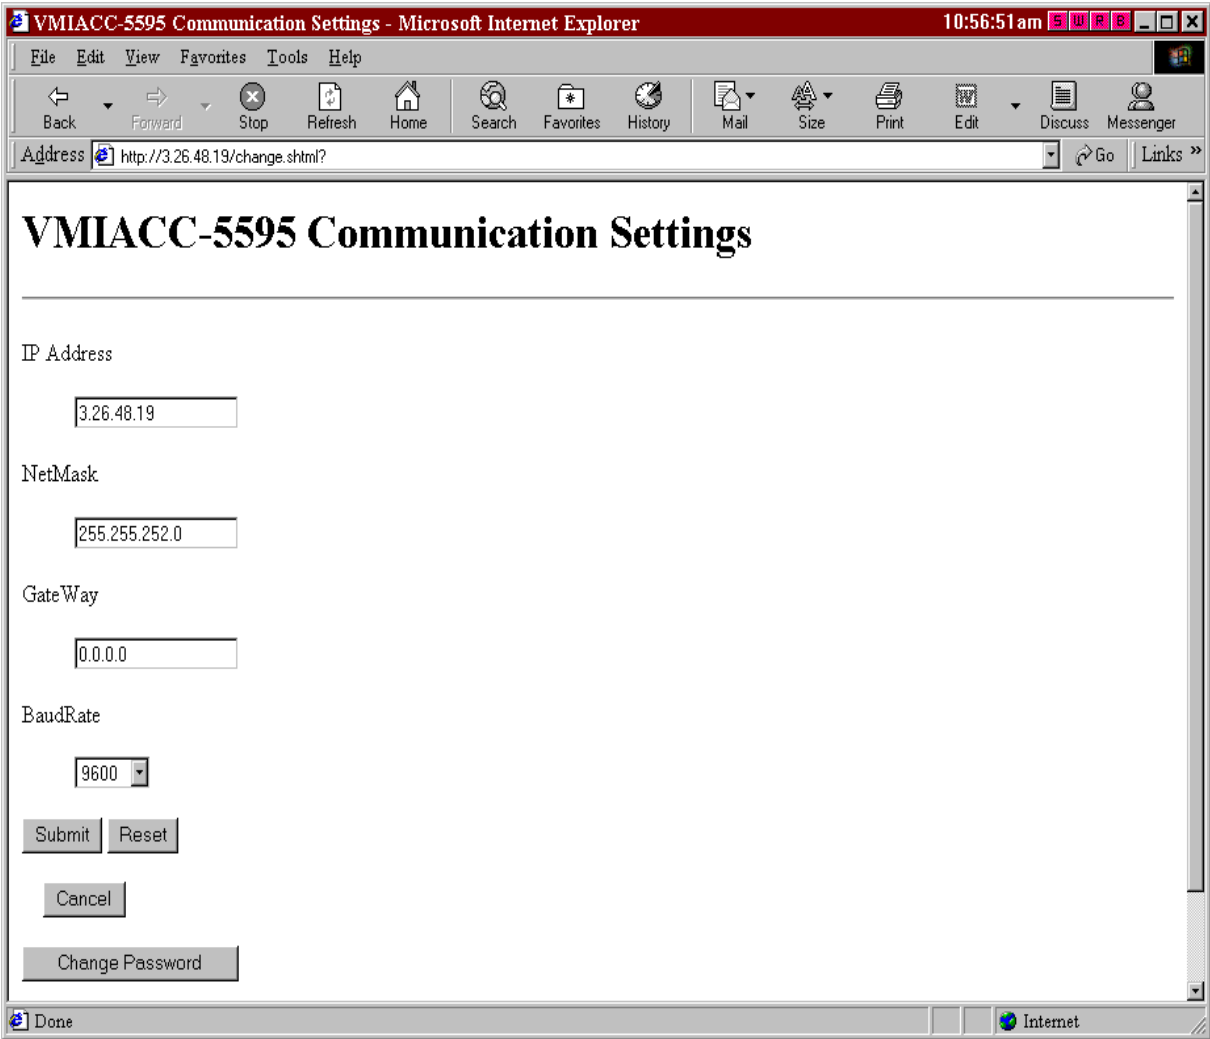 VMIACC-5595 Communication Settings - Microsoft Internet Explorer 10:56:51am S W R B
File Edit View Favorites Tools Help
Back Forward Stop Refresh Home Search Favorites History Mail Size Print Edit Discuss Messenger
Address http://3.26.48.19/change.shtml? Go Links »
VMIACC-5595 Communication Settings
IP Address
3.26.48.19
NetMask
255.255.252.0
GateWay
0.0.0.0
BaudRate
9600
Submit Reset
Cancel
Change Password
Done Internet